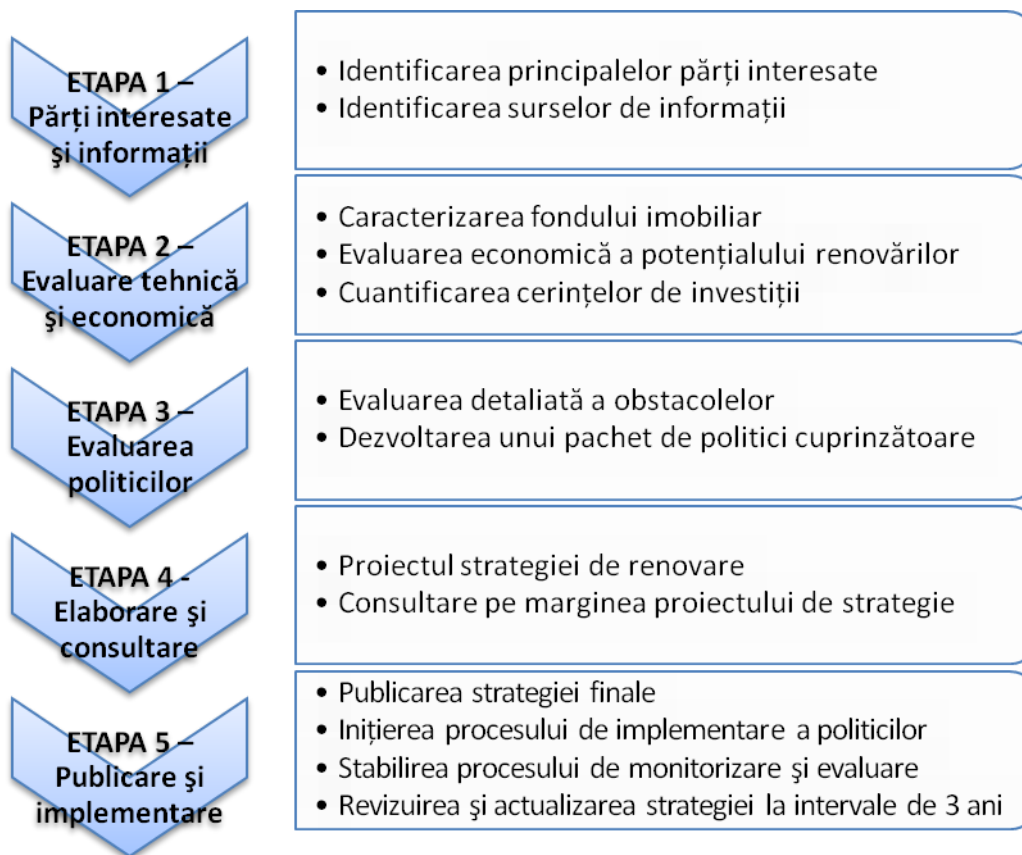 ETAPA 1 –
Părți interesate
şi informații
• Identificarea principalelor părți interesate
• Identificarea surselor de informații
ETAPA 2 –
Evaluare tehnică
şi economică
• Caracterizarea fondului imobiliar
• Evaluarea economică a potențialului renovărilor
• Cuantificarea cerințelor de investiții
ETAPA 3 –
Evaluarea
politicilor
• Evaluarea detaliată a obstacolelor
• Dezvoltarea unui pachet de politici cuprinzătoare
ETAPA 4 -
Elaborare şi
consultare
• Proiectul strategiei de renovare
• Consultare pe marginea proiectului de strategie
ETAPA 5 –
Publicare şi
implementare
• Publicarea strategiei finale
• Inițierea procesului de implementare a politicilor
• Stabilirea procesului de monitorizare şi evaluare
• Revizuirea şi actualizarea strategiei la intervale de 3 ani